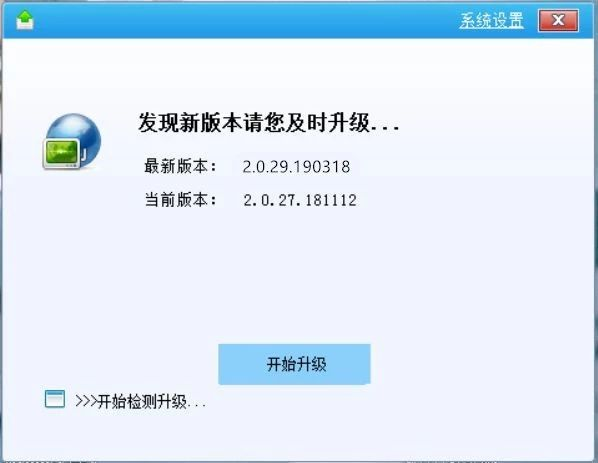 系统设置
发现新版本请您及时升级...
最新版本： 2.0.29.190318
当前版本： 2.0.27.181112
开始升级
>>>开始检测升级...